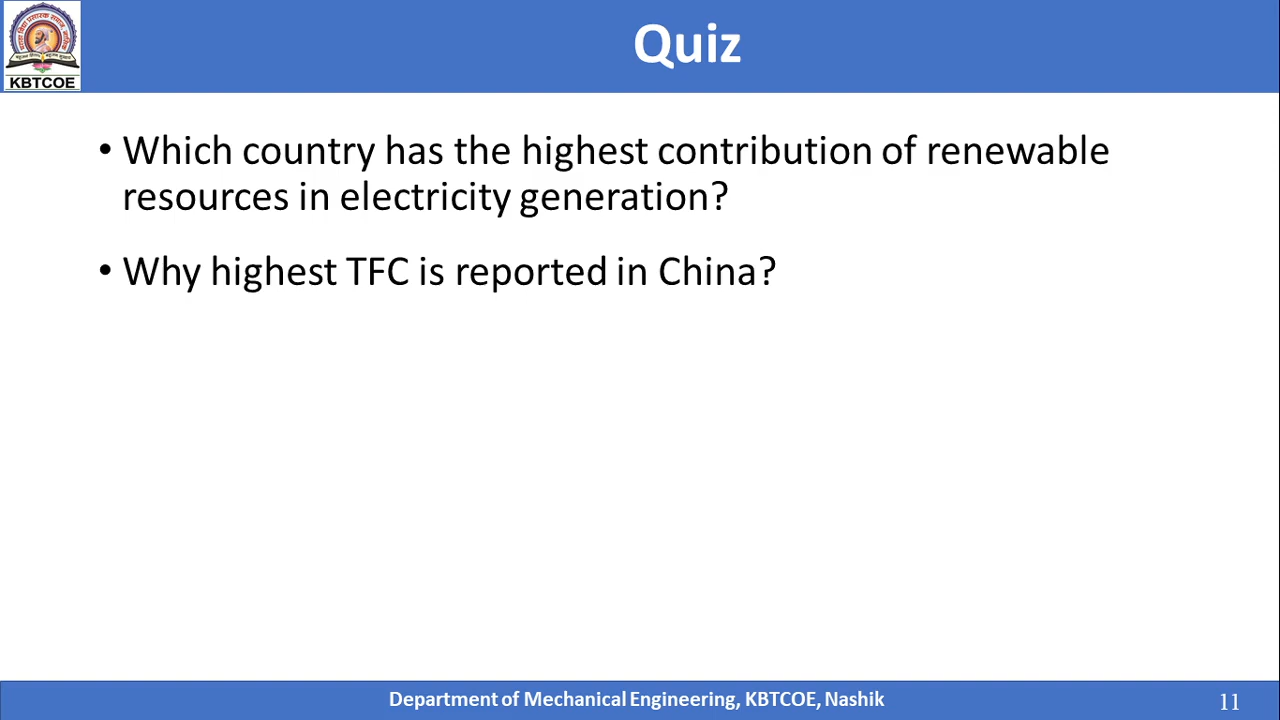 Quiz
KBTCOE
• Which country has the highest contribution of renewable
resources in electricity generation?
• Why highest TFC is reported in China?
Department of Mechanical Engineering, KBTCOE, Nashik
11